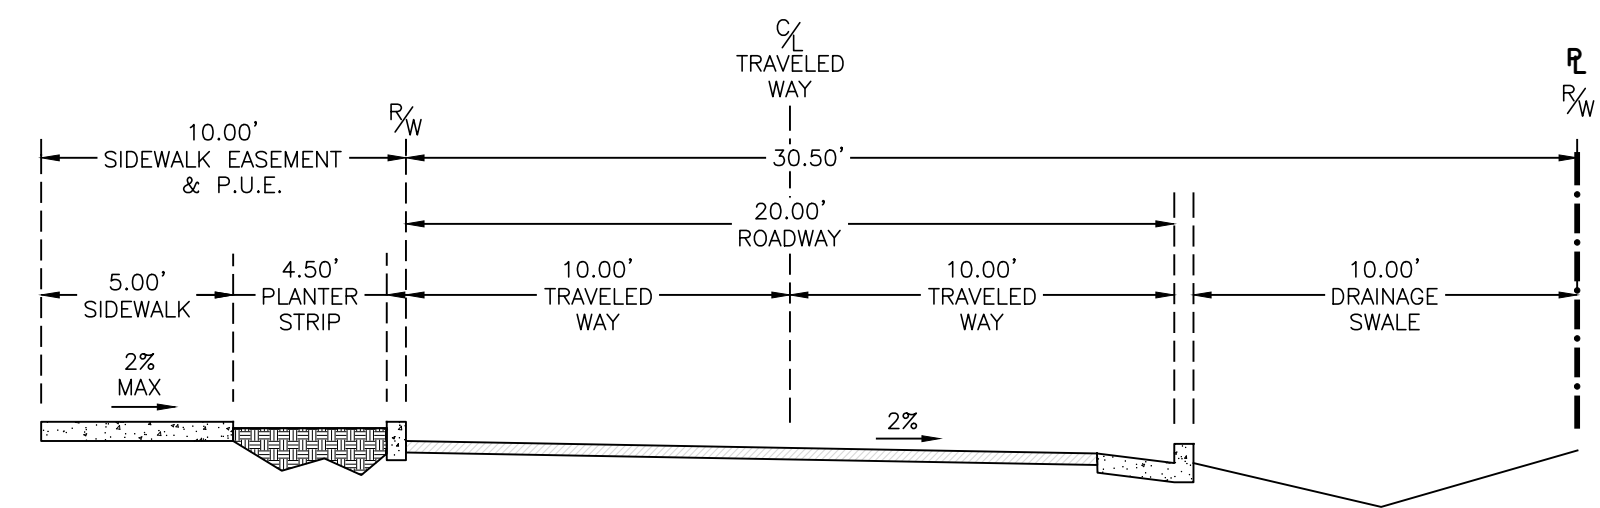 C/L
TRAVELED
WAY
PL
R/W
R/W
10.00'
SIDEWALK EASEMENT
& P.U.E.
30.50'
20.00'
ROADWAY
5.00'
SIDEWALK
4.50'
PLANTER
STRIP
10.00'
TRAVELED
WAY
10.00'
TRAVELED
WAY
10.00'
DRAINAGE
SWALE
2%
MAX
2%